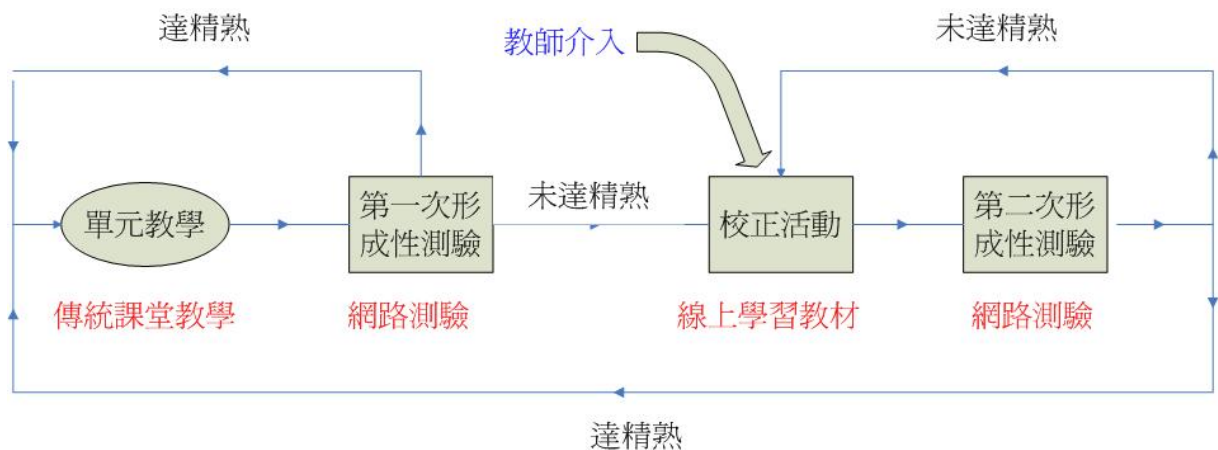 達精熟
教師介入
未達精熟
單元教學
第一次形
成性測驗
未達精熟
校正活動
第二次形
成性測驗
傳統課堂教學
網路測驗
線上學習教材
網路測驗
達精熟